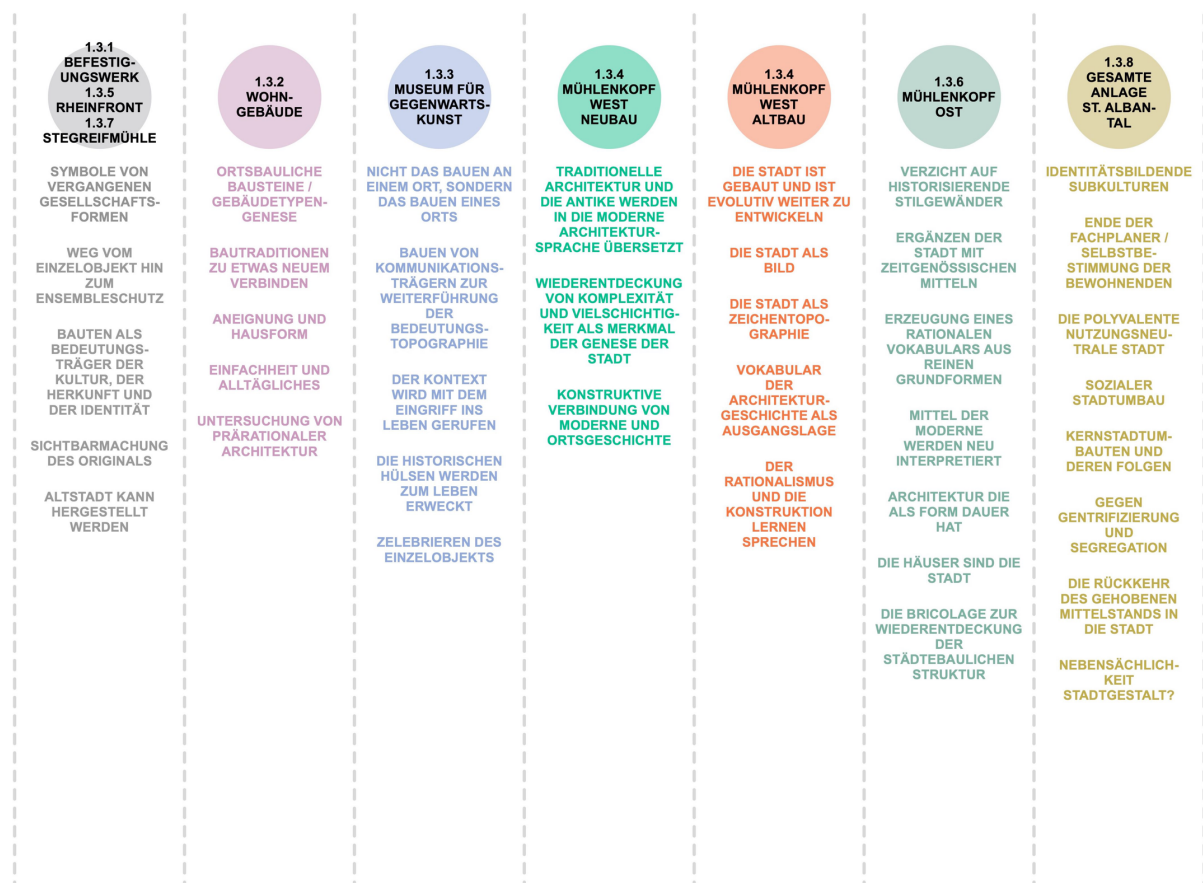 1.3.1
BEFESTIG-
UNGSWERK
1.3.5
RHEINFRONT
1.3.7
STEGREIFMÜHLE
SYMBOLE VON
VERGANGENEN
GESELLSCHAFTS-
FORMEN
WEG VOM
EINZELOBJEKT HIN
ZUM
ENSEMBLESCHUTZ
BAUTEN ALS
BEDEUTUNGS-
TRÄGER DER
KULTUR, DER
HERKUNFT UND
DER IDENTITÄT
SICHTBARMACHUNG
DES ORIGINALS
ALTSTADT KANN
HERGESTELLT
WERDEN
1.3.2
WOHN-
GEBÄUDE
ORTSBAULICHE
BAUSTEINE /
GEBÄUDETYPEN-
GENESE
BAUTRADITIONEN
ZU ETWAS NEUEM
VERBINDEN
ANEIGNUNG UND
HAUSFORM
EINFACHHEIT UND
ALLTÄGLICHES
UNTERSUCHUNG VON
PRÄRATIONALER
ARCHITEKTUR
1.3.3
MUSEUM FÜR
GEGENWARTS-
KUNST
NICHT DAS BAUEN AN
EINEM ORT, SONDERN
DAS BAUEN EINES
ORTS
BAUEN VON
KOMMUNIKATIONS-
TRÄGERN ZUR
WEITERFÜHRUNG
DER
BEDEUTUNGS-
TOPOGRAPHIE
DER KONTEXT
WIRD MIT DEM
EINGRIFF INS
LEBEN GERUFEN
DIE HISTORISCHEN
HÜLSEN WERDEN
ZUM LEBEN
ERWECKT
ZELEBRIEREN DES
EINZELOBJEKTS
1.3.4
MÜHLENKOPF
WEST
NEUBAU
TRADITIONELLE
ARCHITEKTUR UND
DIE ANTIKE WERDEN
IN DIE MODERNE
ARCHITEKTUR-
SPRACHE ÜBERSETZT
WIEDERENTDECKUNG
VON KOMPLEXITÄT
UND VIELSCHICHTIG-
KEIT ALS MERKMAL
DER GENESE DER
STADT
KONSTRUKTIVE
VERBINDUNG VON
MODERNE UND
ORTSGESCHICHTE
1.3.4
MÜHLENKOPF
WEST
ALTBAU
DIE STADT IST
GEBAUT UND IST
EVOLUTIV WEITER ZU
ENTWICKELN
DIE STADT ALS
BILD
DIE STADT ALS
ZEICHENTOPO-
GRAPHIE
VOKABULAR
DER
ARCHITEKTUR-
GESCHICHTE ALS
AUSGANGSLAGE
DER
RATIONALISMUS
UND DIE
KONSTRUKTION
LERNEN
SPRECHEN
1.3.6
MÜHLENKOPF
OST
VERZICHT AUF
HISTORISIERENDE
STILGEWÄNDER
ERGÄNZEN DER
STADT MIT
ZEITGENÖSSISCHEN
MITTELN
ERZEUGUNG EINES
RATIONALEN
VOKABULARS AUS
REINEN
GRUNDFORMEN
MITTEL DER
MODERNE
WERDEN NEU
INTERPRETIERT
ARCHITEKTUR DIE
ALS FORM DAUER
HAT
DIE HÄUSER SIND DIE
STADT
DIE BRICOLAGE ZUR
WIEDERENTDECKUNG
DER
STÄDTEBAULICHEN
STRUKTUR
1.3.8
GESAMTE
ANLAGE
ST. ALBAN-
TAL
IDENTITÄTSBILDENDE
SUBKULTUREN
ENDE DER
FACHPLANER /
SELBSTBE-
STIMMUNG DER
BEWOHNENDEN
DIE POLYVALENTE
NUTZUNGSNEU-
TRALE STADT
SOZIALER
STADTUMBAU
KERNSTADTUM-
BAUTEN UND
DEREN FOLGEN
GEGEN
GENTRIFIZIERUNG
UND
SEGREGATION
DIE RÜCKKEHR
DES GEHOBENEN
MITTELSTANDS IN
DIE STADT
NEBENSÄCHLICH-
KEIT
STADTGESTALT?